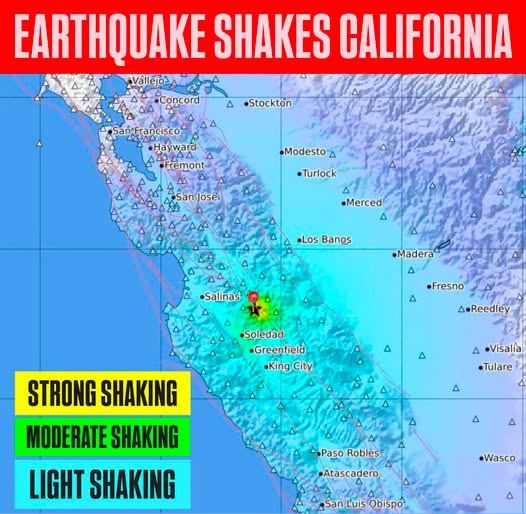 EARTHQUAKE SHAKES CALIFORNIA
Vallejo
Concord
Stockton
San Francisco
Hayward
Modesto
Fremont
Turlock
San Jose
Merced
Los Banos
Madera
Fresno
Salinas
Reedley
Soledad
Greenfield
Visalia
King City
Tulare
STRONG SHAKING
MODERATE SHAKING
Paso Robles
Wasco
Atascadero
LIGHT SHAKING
San Luis Obispo